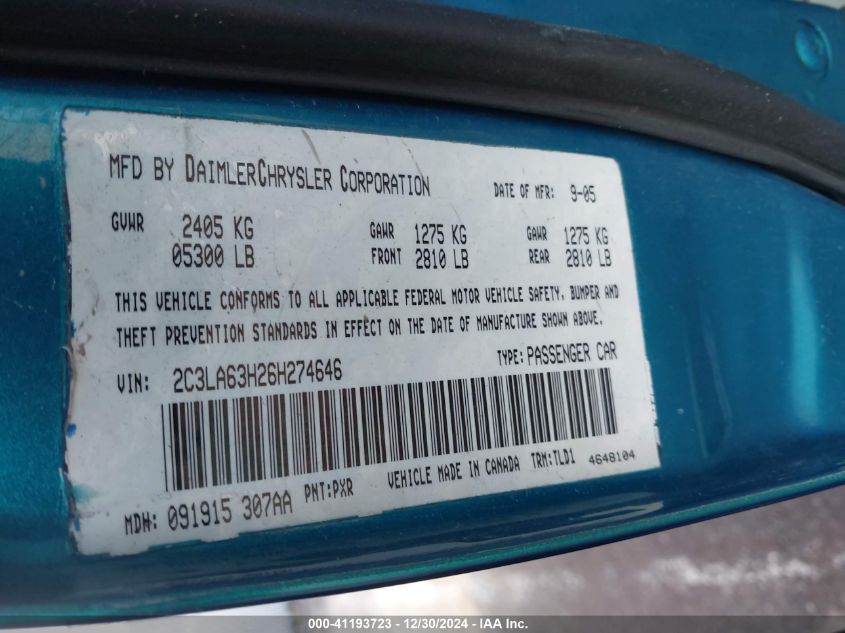 MFD BY DAIMLERCHRYSLER CORPORATION DATE OF MFR: 9-05
GVWR 2405 KG GAWR 1275 KG GAWR 1275 KG
05300 LB FRONT 2810 LB REAR 2810 LB
THIS VEHICLE CONFORMS TO ALL APPLICABLE FEDERAL MOTOR VEHICLE SAFETY, BUMPER AND
THEFT PREVENTION STANDARDS IN EFFECT ON THE DATE OF MANUFACTURE SHOWN ABOVE.
VIN: 2C3LA63H26H274646 TYPE: PASSENGER CAR
MDH: 091915 307AA PNT:PXR VEHICLE MADE IN CANADA TRM:TLD1 4648104
000-41193723 - 12/30/2024 - IAA Inc.